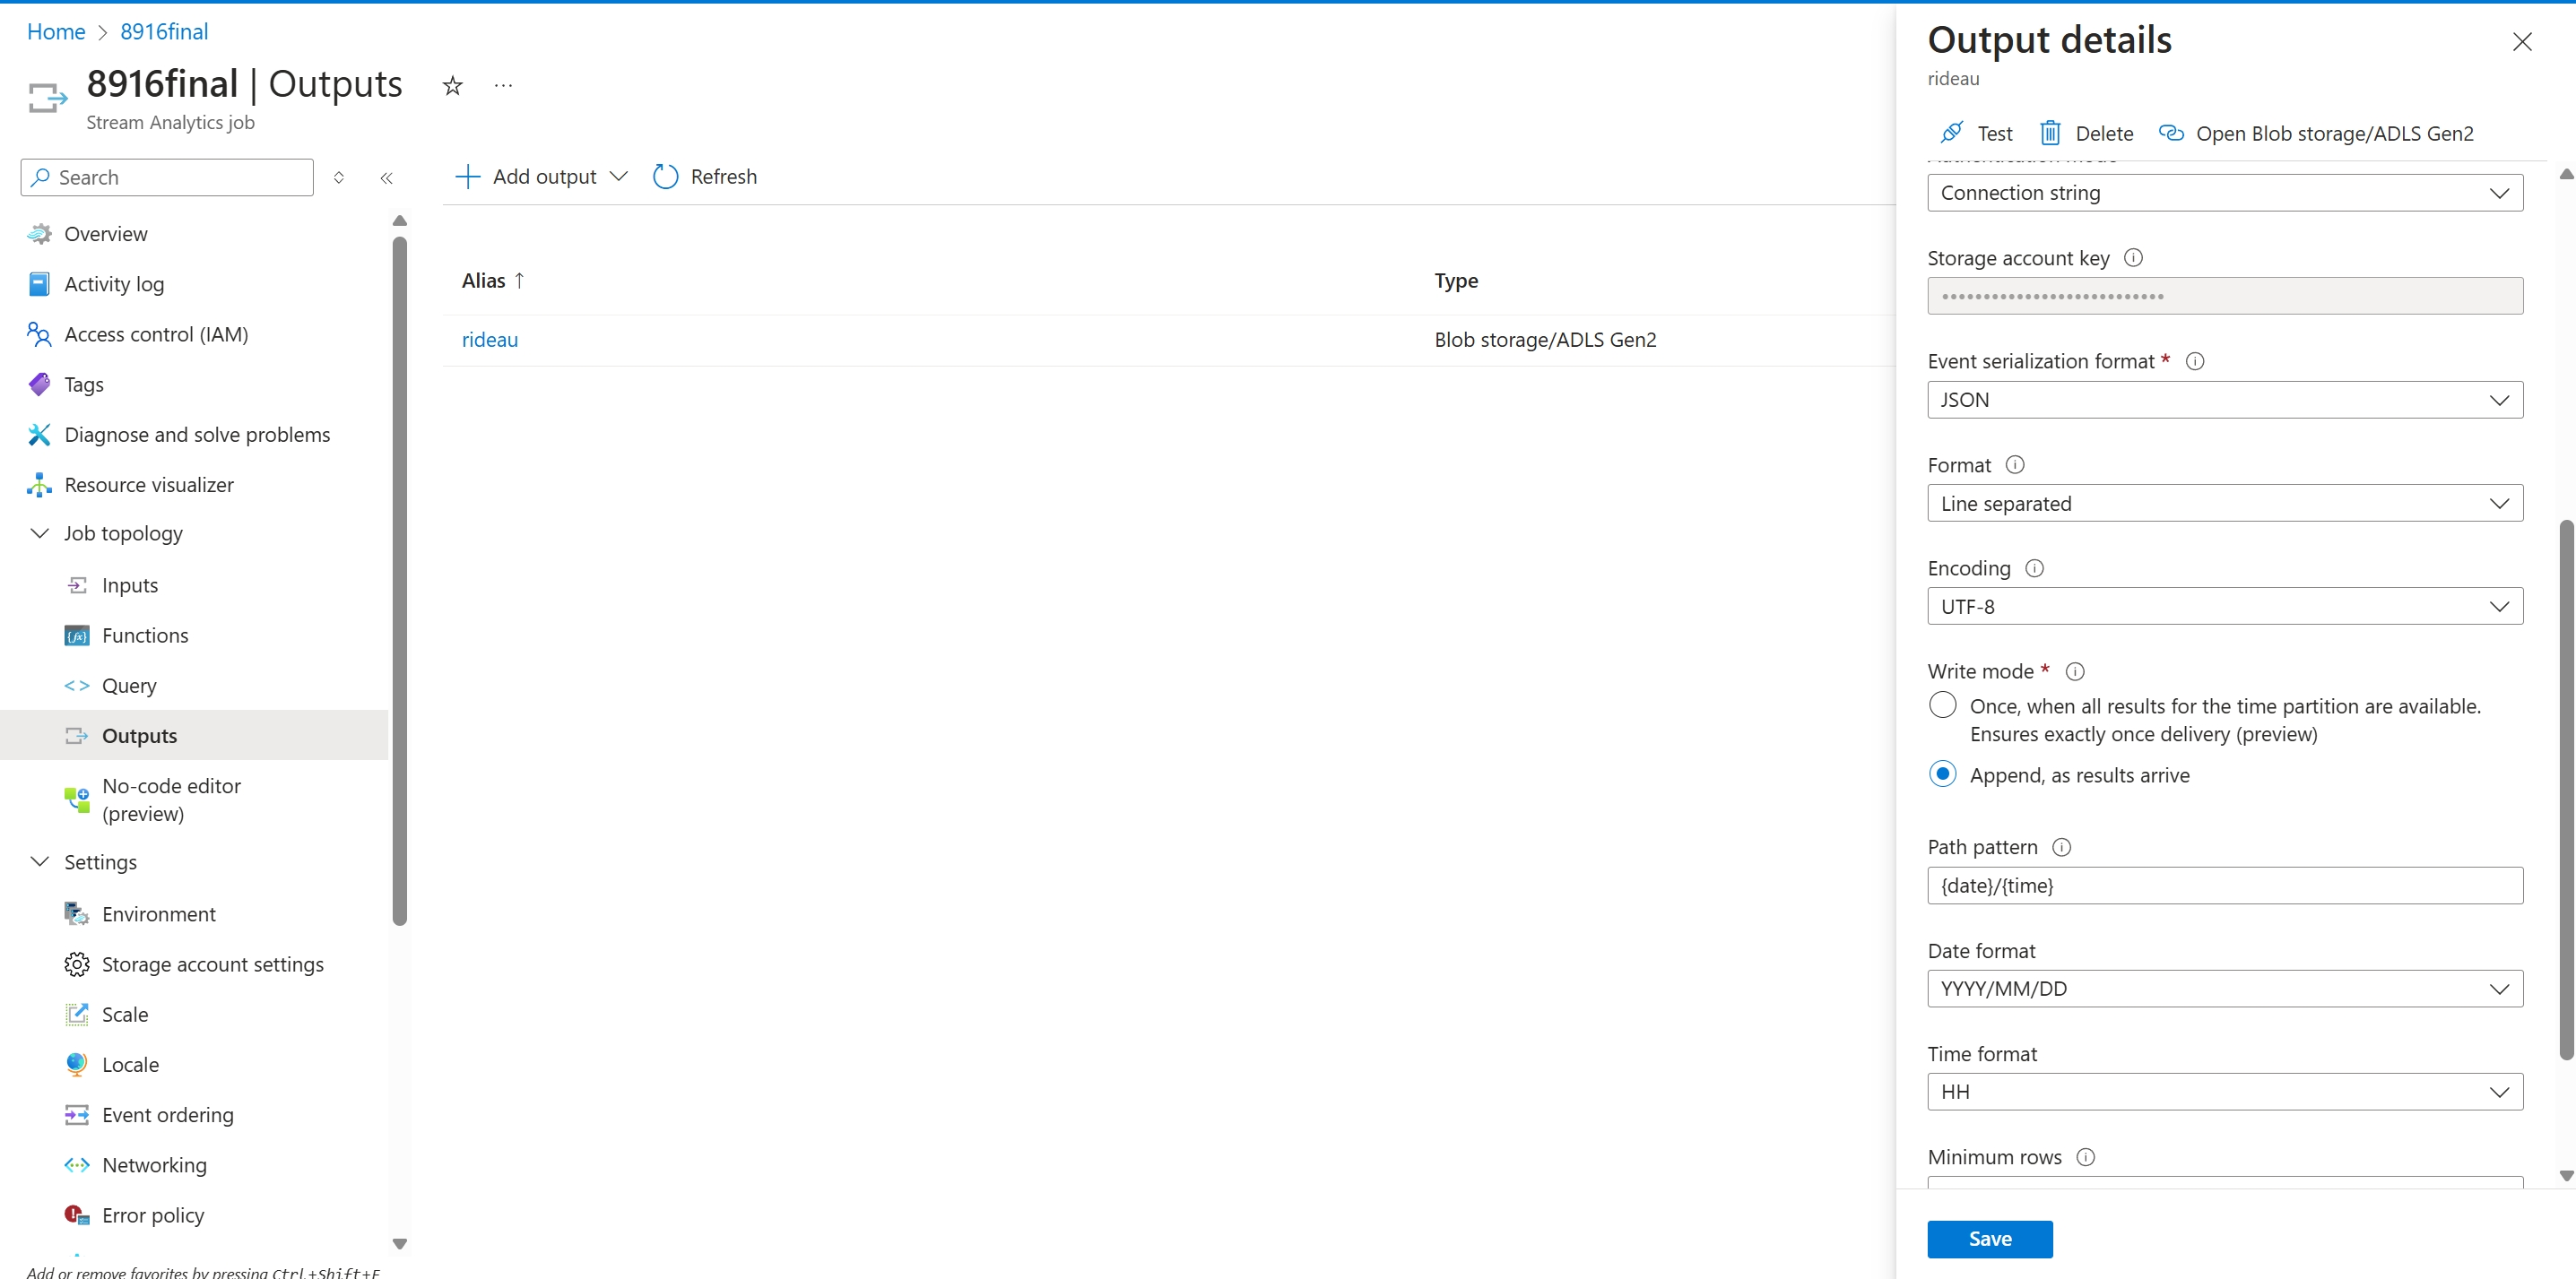 Home > 8916final
8916final | Outputs
Stream Analytics job
Search
Overview
Activity log
Access control (IAM)
Tags
Diagnose and solve problems
Resource visualizer
Job topology
Inputs
Functions
Query
Outputs
No-code editor
(preview)
Settings
Environment
Storage account settings
Scale
Locale
Event ordering
Networking
Error policy
Add or remove favorites by pressing Ctrl+Shift+F
Add output
Refresh
Alias ↑ Type
rideau Blob storage/ADLS Gen2
Output details
rideau
Test Delete Open Blob storage/ADLS Gen2
Authentication mode
Connection string
Storage account key
Event serialization format *
JSON
Format
Line separated
Encoding
UTF-8
Write mode *
Once, when all results for the time partition are available.
Ensures exactly once delivery (preview)
Append, as results arrive
Path pattern
{date}/{time}
Date format
YYYY/MM/DD
Time format
HH
Minimum rows
Save